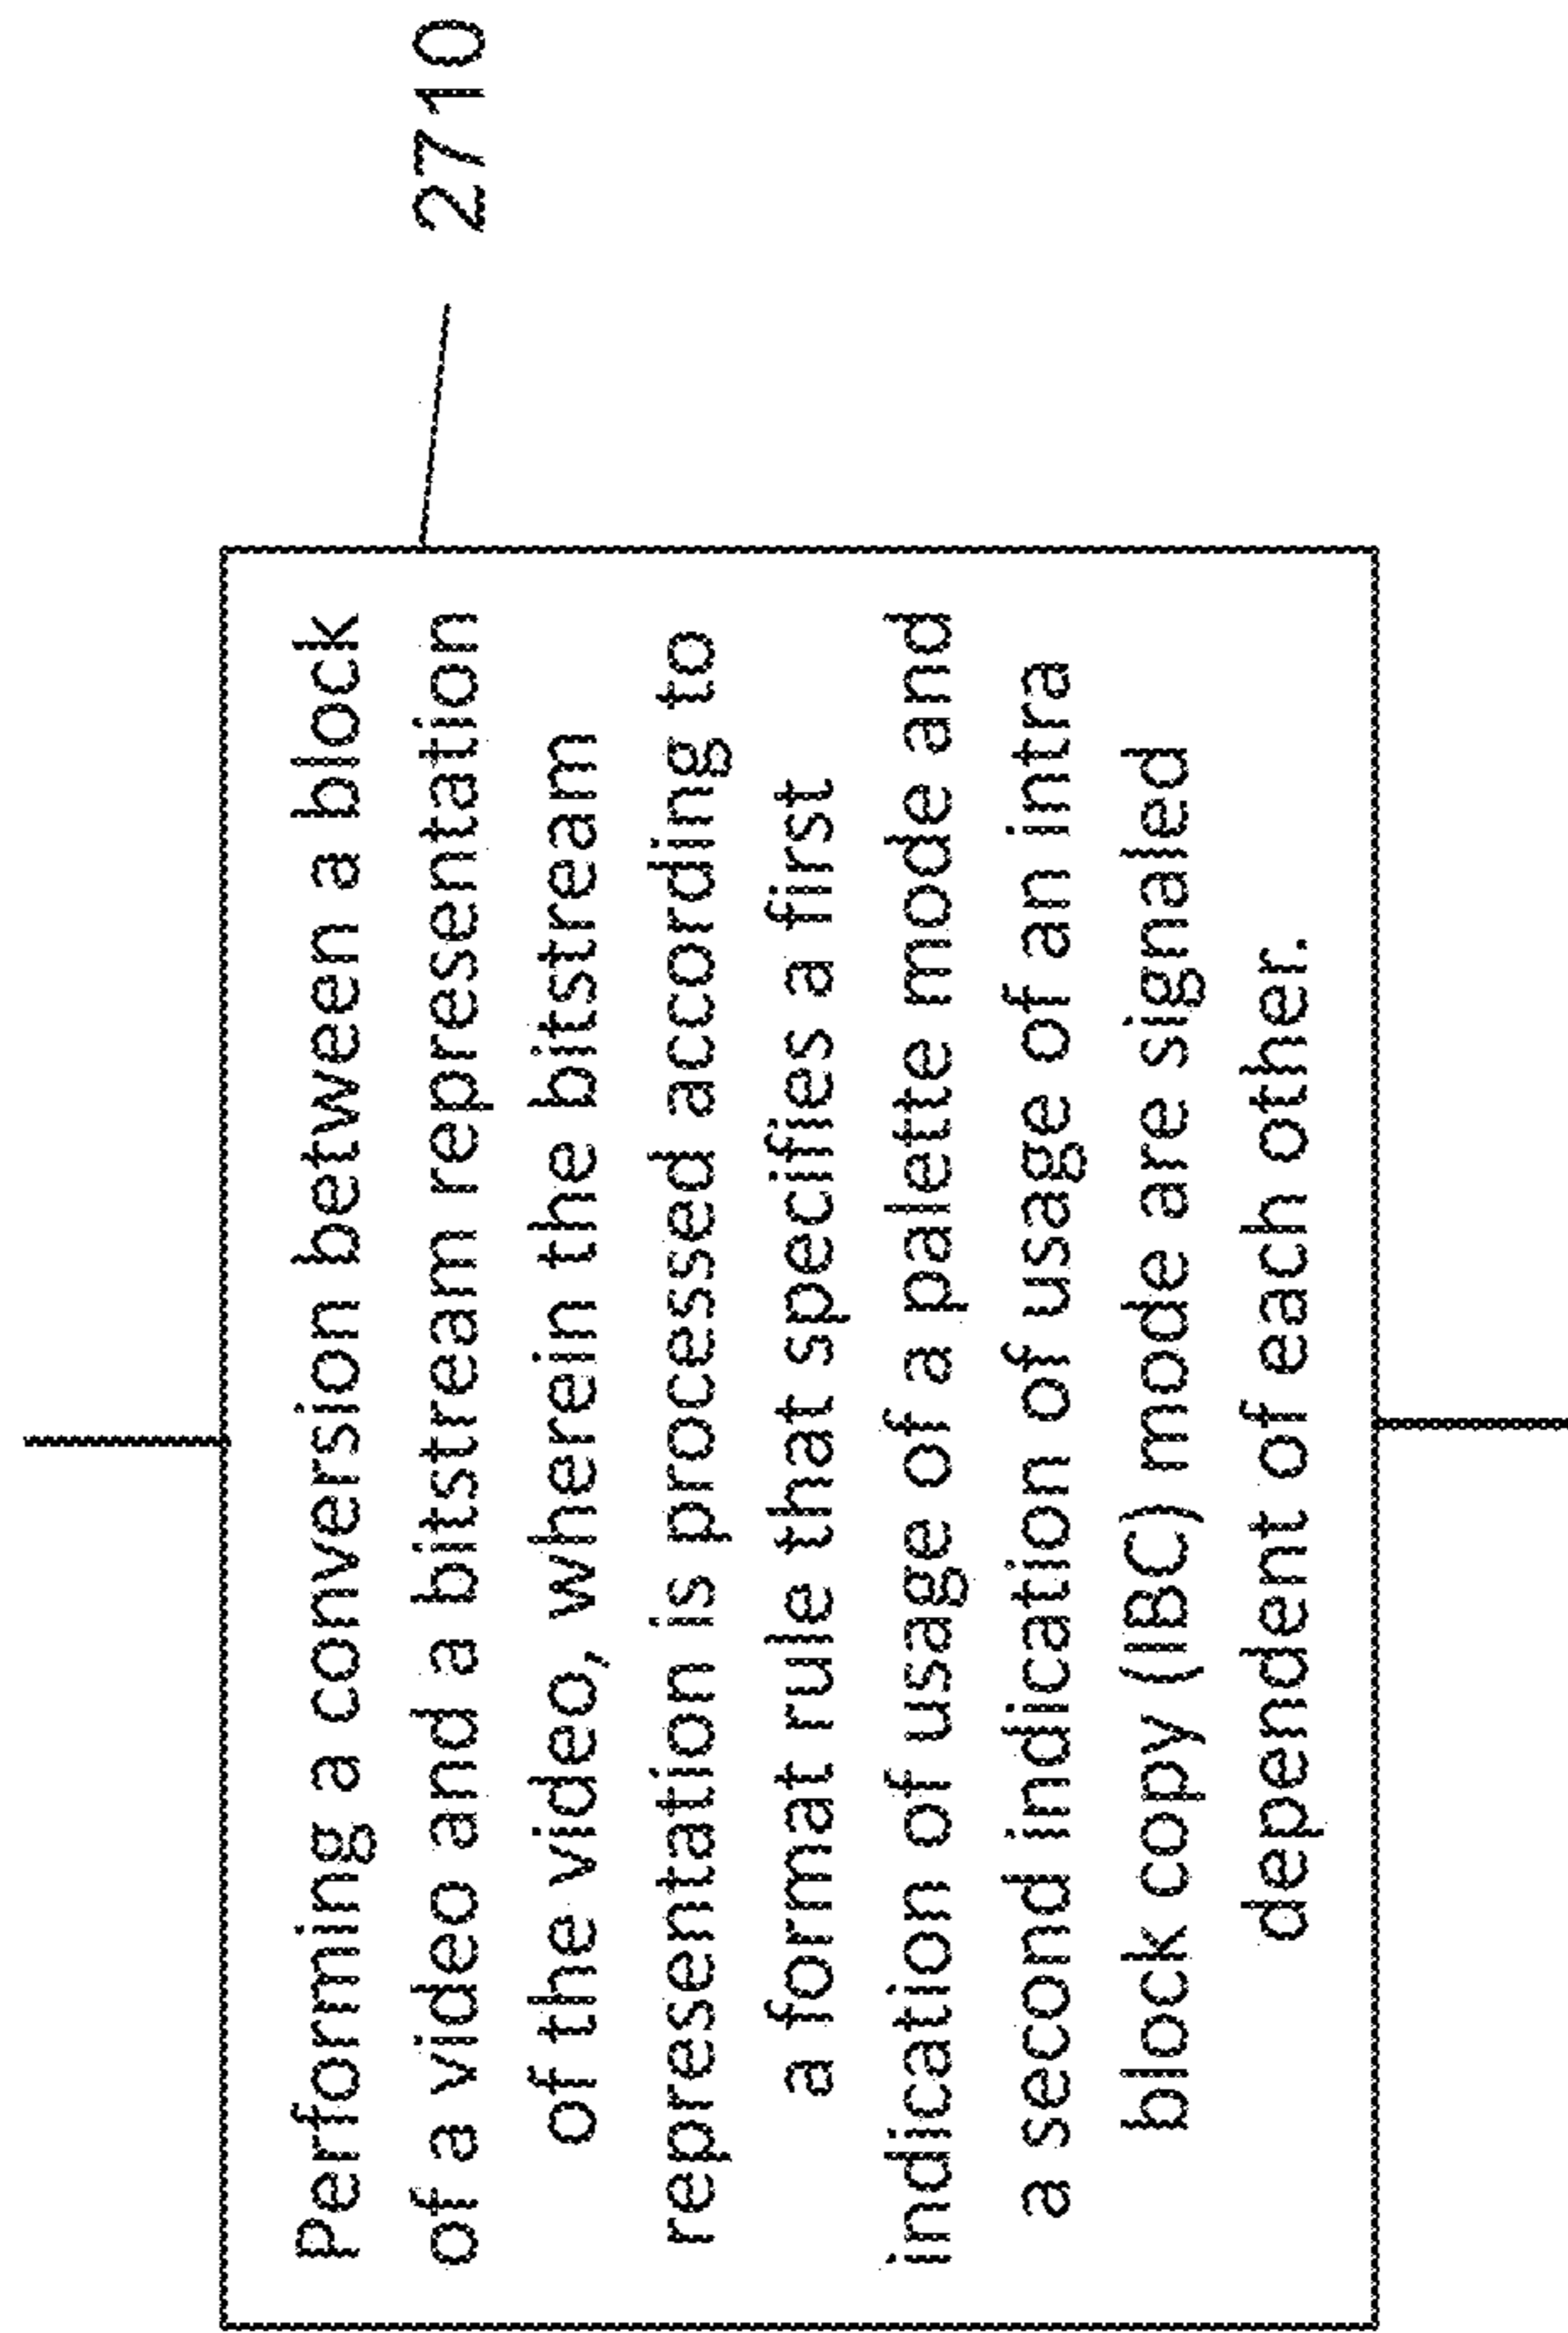 Performing a conversion between a block
of a video and a bitstream representation
of the video, wherein the bitstream
representation is processed according to
a format rule that specifies a first
indication of usage of a palette mode and
a second indication of usage of an intra
block copy (IBC) mode are signaled
dependent of each other.
2710